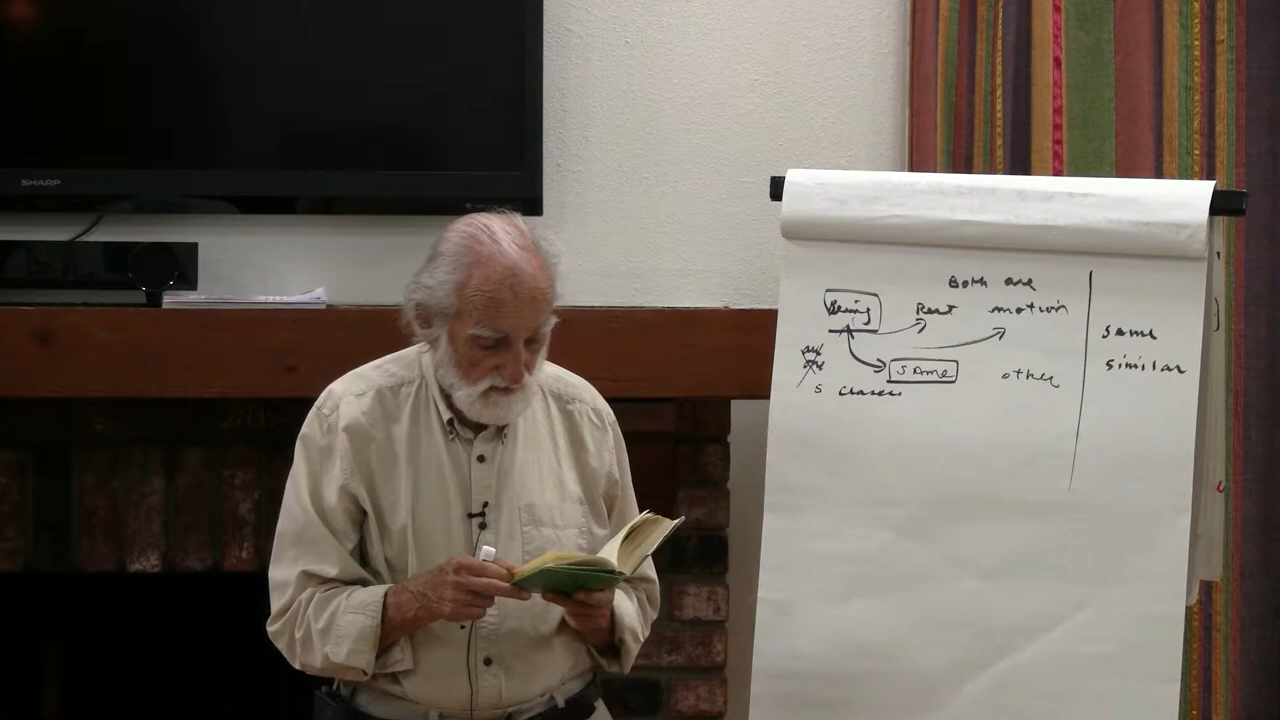 SHARP
Both are
Being Rest motion
same other
5 classes
same
similar